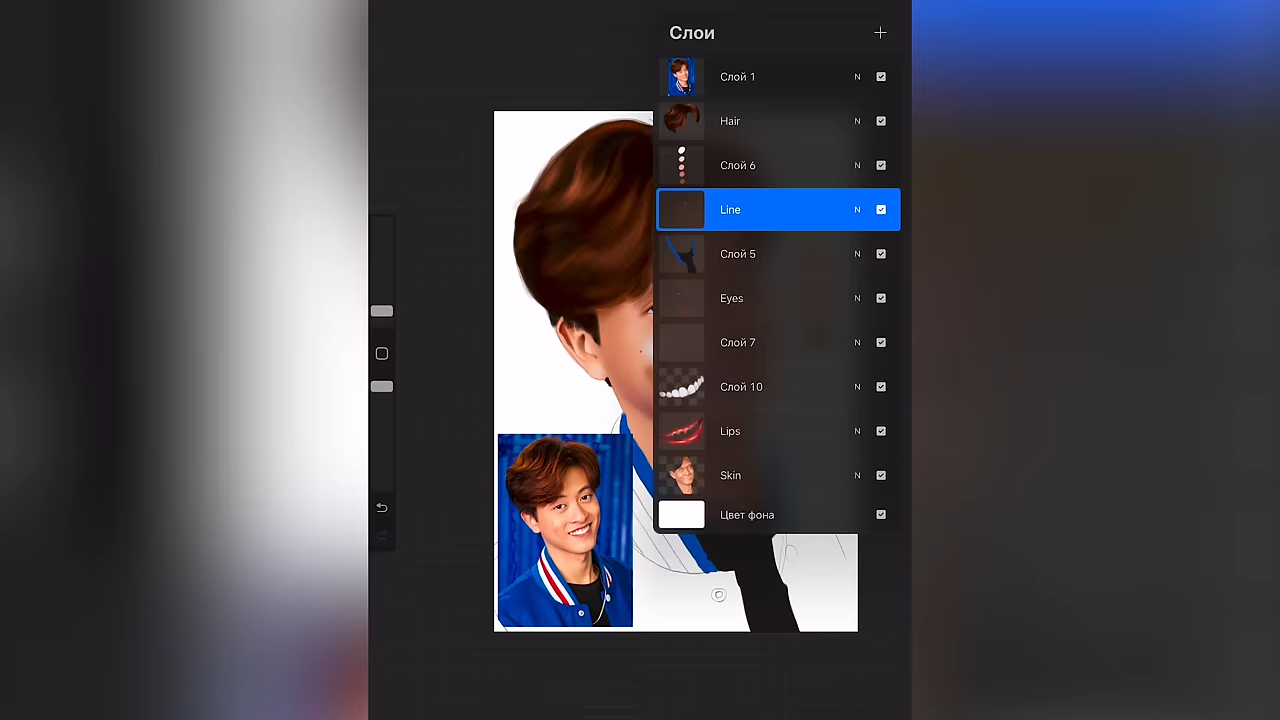 Слои
Слой 1 N
Hair N
Слой 6 N
Line N
Слой 5 N
Eyes N
Слой 7 N
Слой 10 N
Lips N
Skin N
Цвет фона